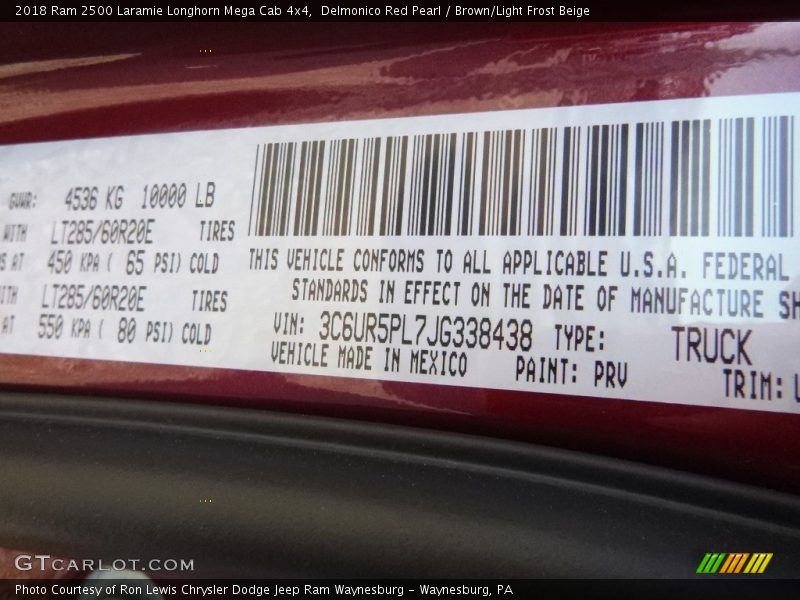 2018 Ram 2500 Laramie Longhorn Mega Cab 4x4,  Delmonico Red Pearl / Brown/Light Frost Beige
GVWR: 4536 KG 10000 LB
WITH LT285/60R20E TIRES
AT 450 KPA ( 65 PSI) COLD
WITH LT285/60R20E TIRES
AT 550 KPA ( 80 PSI) COLD
THIS VEHICLE CONFORMS TO ALL APPLICABLE U.S.A. FEDERAL
STANDARDS IN EFFECT ON THE DATE OF MANUFACTURE SH
VIN: 3C6UR5PL7JG338438 TYPE: TRUCK
VEHICLE MADE IN MEXICO PAINT: PRV TRIM:
GTCARLOT.COM
Photo Courtesy of Ron Lewis Chrysler Dodge Jeep Ram Waynesburg - Waynesburg, PA